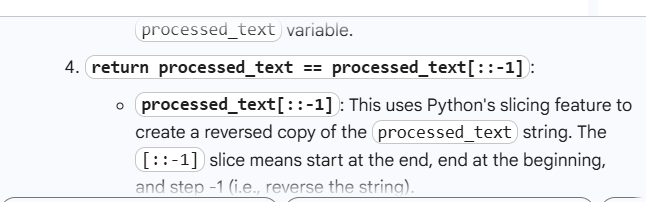 processed_text variable.
4. return processed_text == processed_text[::-1]:
○ processed_text[::-1]: This uses Python's slicing feature to
create a reversed copy of the processed_text string. The
[::-1] slice means start at the end, end at the beginning,
and step -1 (i.e., reverse the string).